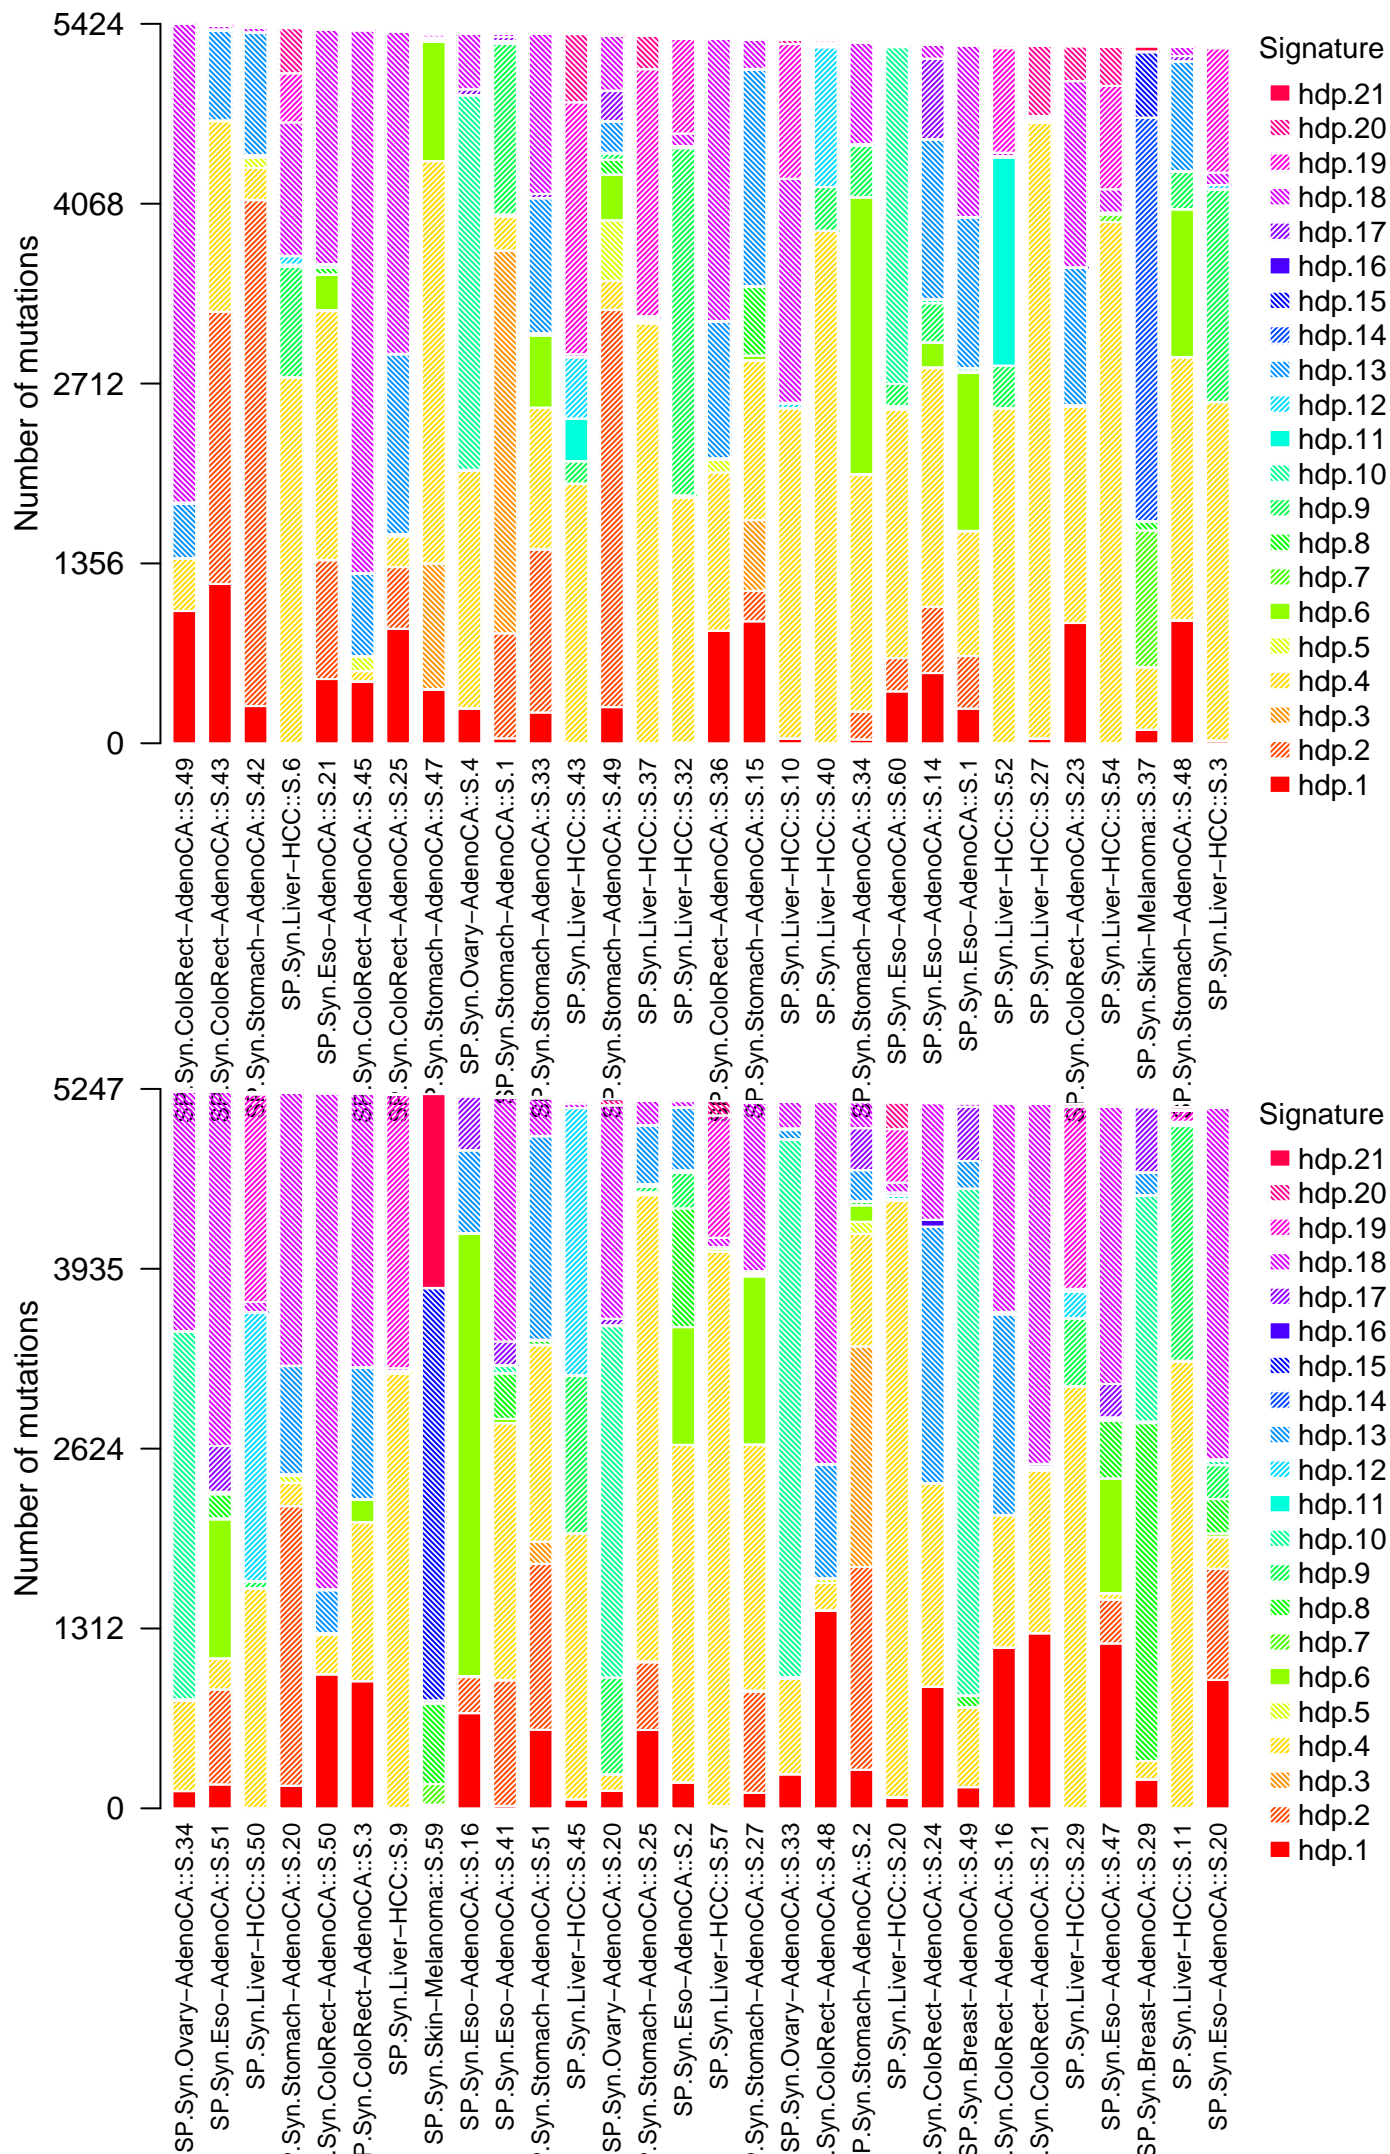 5424
4068
2712
1356
0
Number of mutations
SP.Syn.ColoRect−AdenoCA::S.49
SP.Syn.ColoRect−AdenoCA::S.43
SP.Syn.Stomach−AdenoCA::S.42
SP.Syn.Liver−HCC::S.6
SP.Syn.Eso−AdenoCA::S.21
SP.Syn.ColoRect−AdenoCA::S.45
SP.Syn.ColoRect−AdenoCA::S.25
SP.Syn.Stomach−AdenoCA::S.47
SP.Syn.Ovary−AdenoCA::S.4
SP.Syn.Stomach−AdenoCA::S.1
SP.Syn.Stomach−AdenoCA::S.33
SP.Syn.Liver−HCC::S.43
SP.Syn.Stomach−AdenoCA::S.49
SP.Syn.Liver−HCC::S.37
SP.Syn.Liver−HCC::S.32
SP.Syn.ColoRect−AdenoCA::S.36
SP.Syn.Stomach−AdenoCA::S.15
SP.Syn.Liver−HCC::S.10
SP.Syn.Liver−HCC::S.40
SP.Syn.Stomach−AdenoCA::S.34
SP.Syn.Eso−AdenoCA::S.60
SP.Syn.Eso−AdenoCA::S.14
SP.Syn.Eso−AdenoCA::S.1
SP.Syn.Liver−HCC::S.52
SP.Syn.Liver−HCC::S.27
SP.Syn.ColoRect−AdenoCA::S.23
SP.Syn.Liver−HCC::S.54
SP.Syn.Skin−Melanoma::S.37
SP.Syn.Stomach−AdenoCA::S.48
SP.Syn.Liver−HCC::S.3
Signature
hdp.21
hdp.20
hdp.19
hdp.18
hdp.17
hdp.16
hdp.15
hdp.14
hdp.13
hdp.12
hdp.11
hdp.10
hdp.9
hdp.8
hdp.7
hdp.6
hdp.5
hdp.4
hdp.3
hdp.2
hdp.1
5247
3935
2624
1312
0
Number of mutations
SP.Syn.Ovary−AdenoCA::S.34
SP.Syn.Eso−AdenoCA::S.51
SP.Syn.Liver−HCC::S.50
P.Syn.Stomach−AdenoCA::S.20
.Syn.ColoRect−AdenoCA::S.50
P.Syn.ColoRect−AdenoCA::S.3
SP.Syn.Liver−HCC::S.9
SP.Syn.Skin−Melanoma::S.59
SP.Syn.Eso−AdenoCA::S.16
SP.Syn.Eso−AdenoCA::S.41
P.Syn.Stomach−AdenoCA::S.51
SP.Syn.Liver−HCC::S.45
SP.Syn.Ovary−AdenoCA::S.20
P.Syn.Stomach−AdenoCA::S.25
SP.Syn.Eso−AdenoCA::S.2
SP.Syn.Liver−HCC::S.57
P.Syn.Stomach−AdenoCA::S.27
SP.Syn.Ovary−AdenoCA::S.33
.Syn.ColoRect−AdenoCA::S.48
SP.Syn.Stomach−AdenoCA::S.2
SP.Syn.Liver−HCC::S.20
.Syn.ColoRect−AdenoCA::S.24
SP.Syn.Breast−AdenoCA::S.49
.Syn.ColoRect−AdenoCA::S.16
.Syn.ColoRect−AdenoCA::S.21
SP.Syn.Liver−HCC::S.29
SP.Syn.Eso−AdenoCA::S.47
SP.Syn.Breast−AdenoCA::S.29
SP.Syn.Liver−HCC::S.11
SP.Syn.Eso−AdenoCA::S.20
Signature
hdp.21
hdp.20
hdp.19
hdp.18
hdp.17
hdp.16
hdp.15
hdp.14
hdp.13
hdp.12
hdp.11
hdp.10
hdp.9
hdp.8
hdp.7
hdp.6
hdp.5
hdp.4
hdp.3
hdp.2
hdp.1